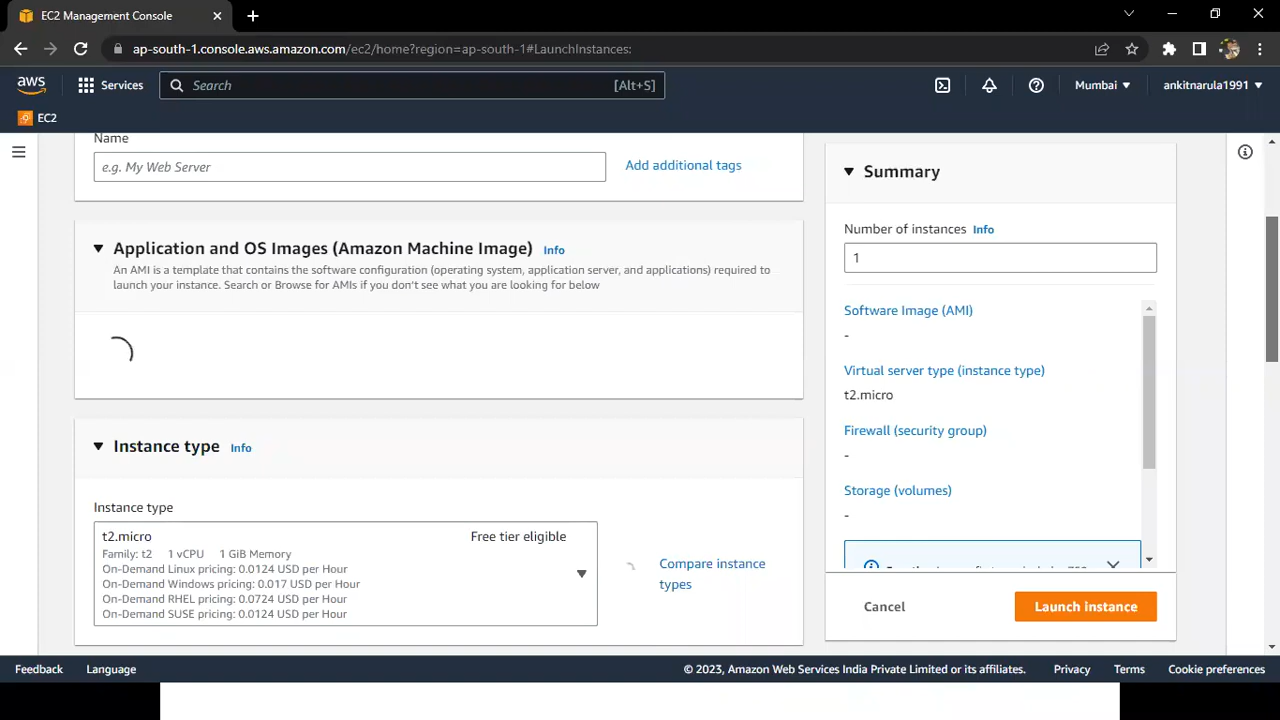 EC2 Management Console
ap-south-1.console.aws.amazon.com/ec2/home?region=ap-south-1#LaunchInstances:
aws
Services
Search
[Alt+S]
Mumbai
ankitnarula1991
EC2
Name
e.g. My Web Server
Add additional tags
Application and OS Images (Amazon Machine Image) Info
An AMI is a template that contains the software configuration (operating system, application server, and applications) required to
launch your instance. Search or Browse for AMIs if you don't see what you are looking for below
Instance type Info
Instance type
t2.micro Free tier eligible
Family: t2 1 vCPU 1 GiB Memory
On-Demand Linux pricing: 0.0124 USD per Hour
On-Demand Windows pricing: 0.017 USD per Hour
On-Demand RHEL pricing: 0.0724 USD per Hour
On-Demand SUSE pricing: 0.0124 USD per Hour
Compare instance
types
Summary
Number of instances Info
1
Software Image (AMI)
-
Virtual server type (instance type)
t2.micro
Firewall (security group)
-
Storage (volumes)
-
Cancel
Launch instance
Feedback
Language
© 2023, Amazon Web Services India Private Limited or its affiliates.
Privacy
Terms
Cookie preferences